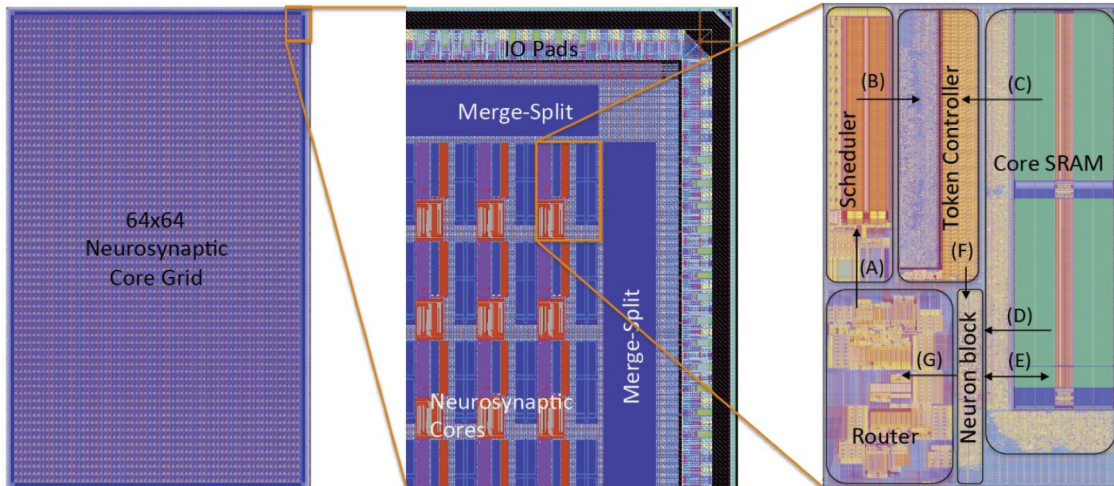 64x64
Neurosynaptic
Core Grid
IO Pads
Merge-Split
Merge-Split
Neurosynaptic
Cores
Scheduler
(B)
Token Controller
(C)
Core SRAM
(A)
(F)
(D)
(G)
(E)
Neuron block
Router